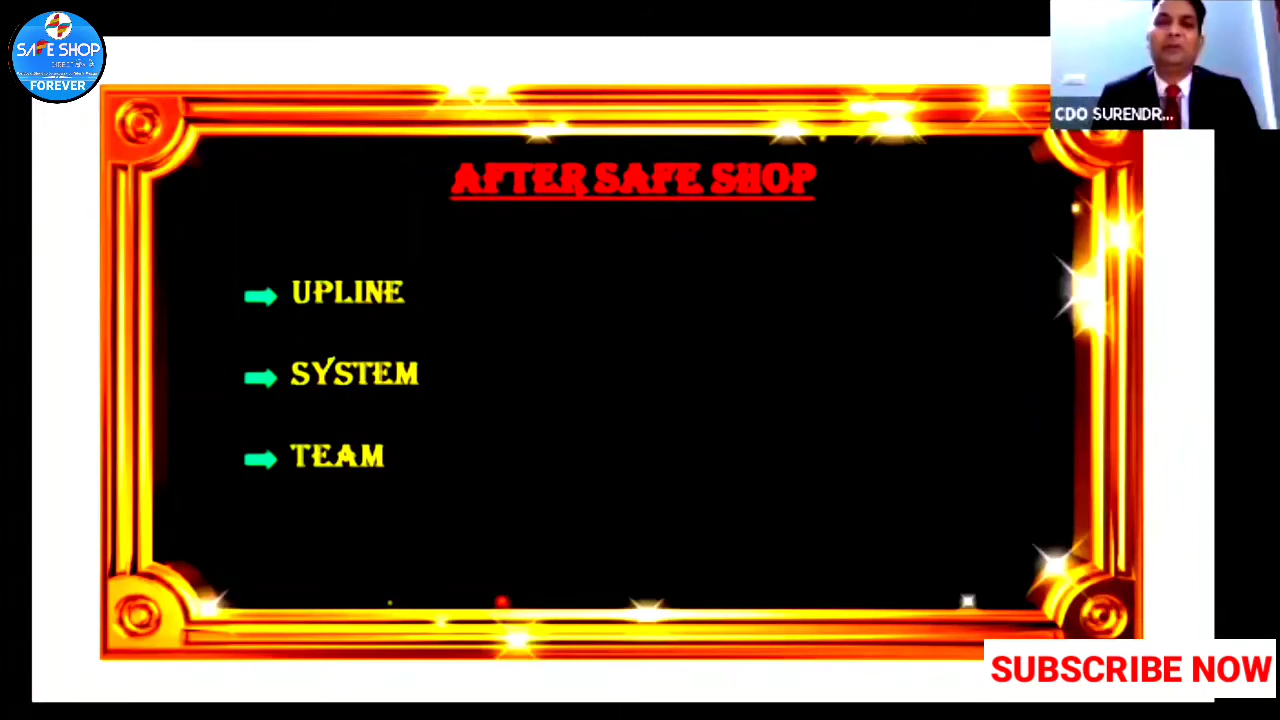 SAFE SHOP
FOREVER
CDO SURENDR...
AFTER SAFE SHOP
UPLINE
SYSTEM
TEAM
SUBSCRIBE NOW